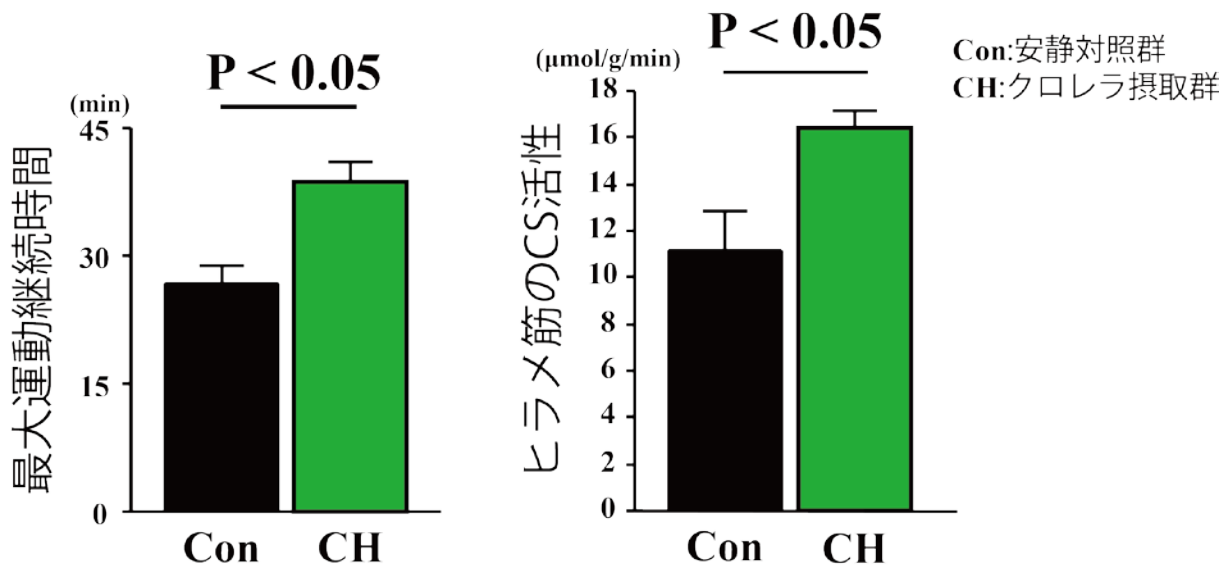 P < 0.05
(min)
45
30
15
0
最大運動継続時間
Con
CH
P < 0.05
(μmol/g/min)
18
16
14
12
10
8
6
4
2
0
ヒラメ筋のCS活性
Con
CH
Con:安静対照群
CH:クロレラ摂取群